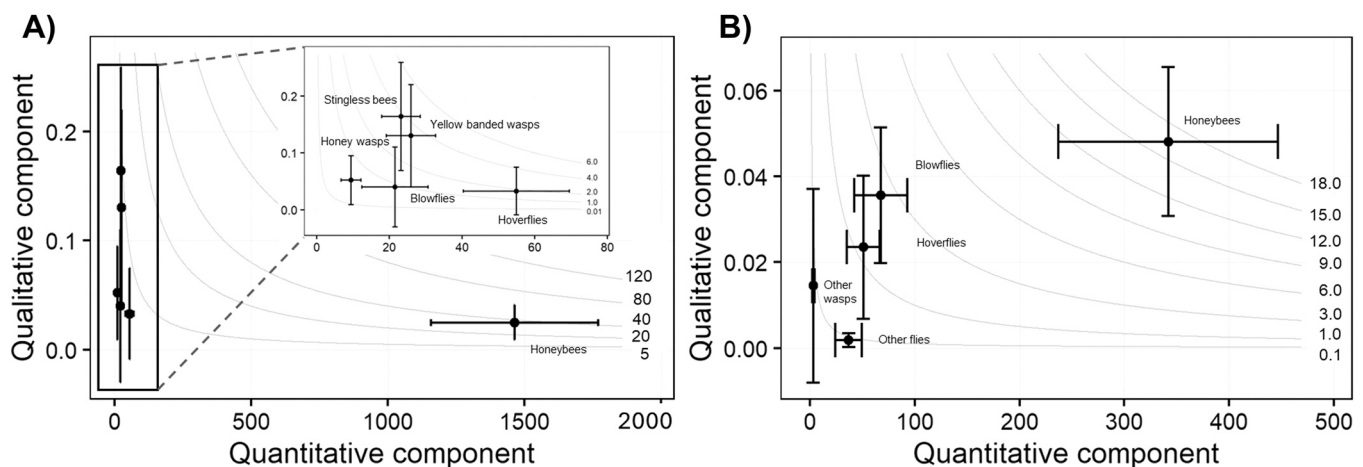 A)
Qualitative component
0.2
0.1
0.0
0
500
1000
1500
2000
Quantitative component
120
80
40
20
5
Honeybees
0.2
0.1
0.0
0
20
40
60
80
Stingless bees
Yellow banded wasps
Honey wasps
Blowflies
Hoverflies
6.0
4.0
2.0
1.0
0.01
B)
Qualitative component
0.06
0.04
0.02
0.00
0
100
200
300
400
500
Quantitative component
Honeybees
Blowflies
Hoverflies
Other
wasps
Other flies
18.0
15.0
12.0
9.0
6.0
3.0
1.0
0.1